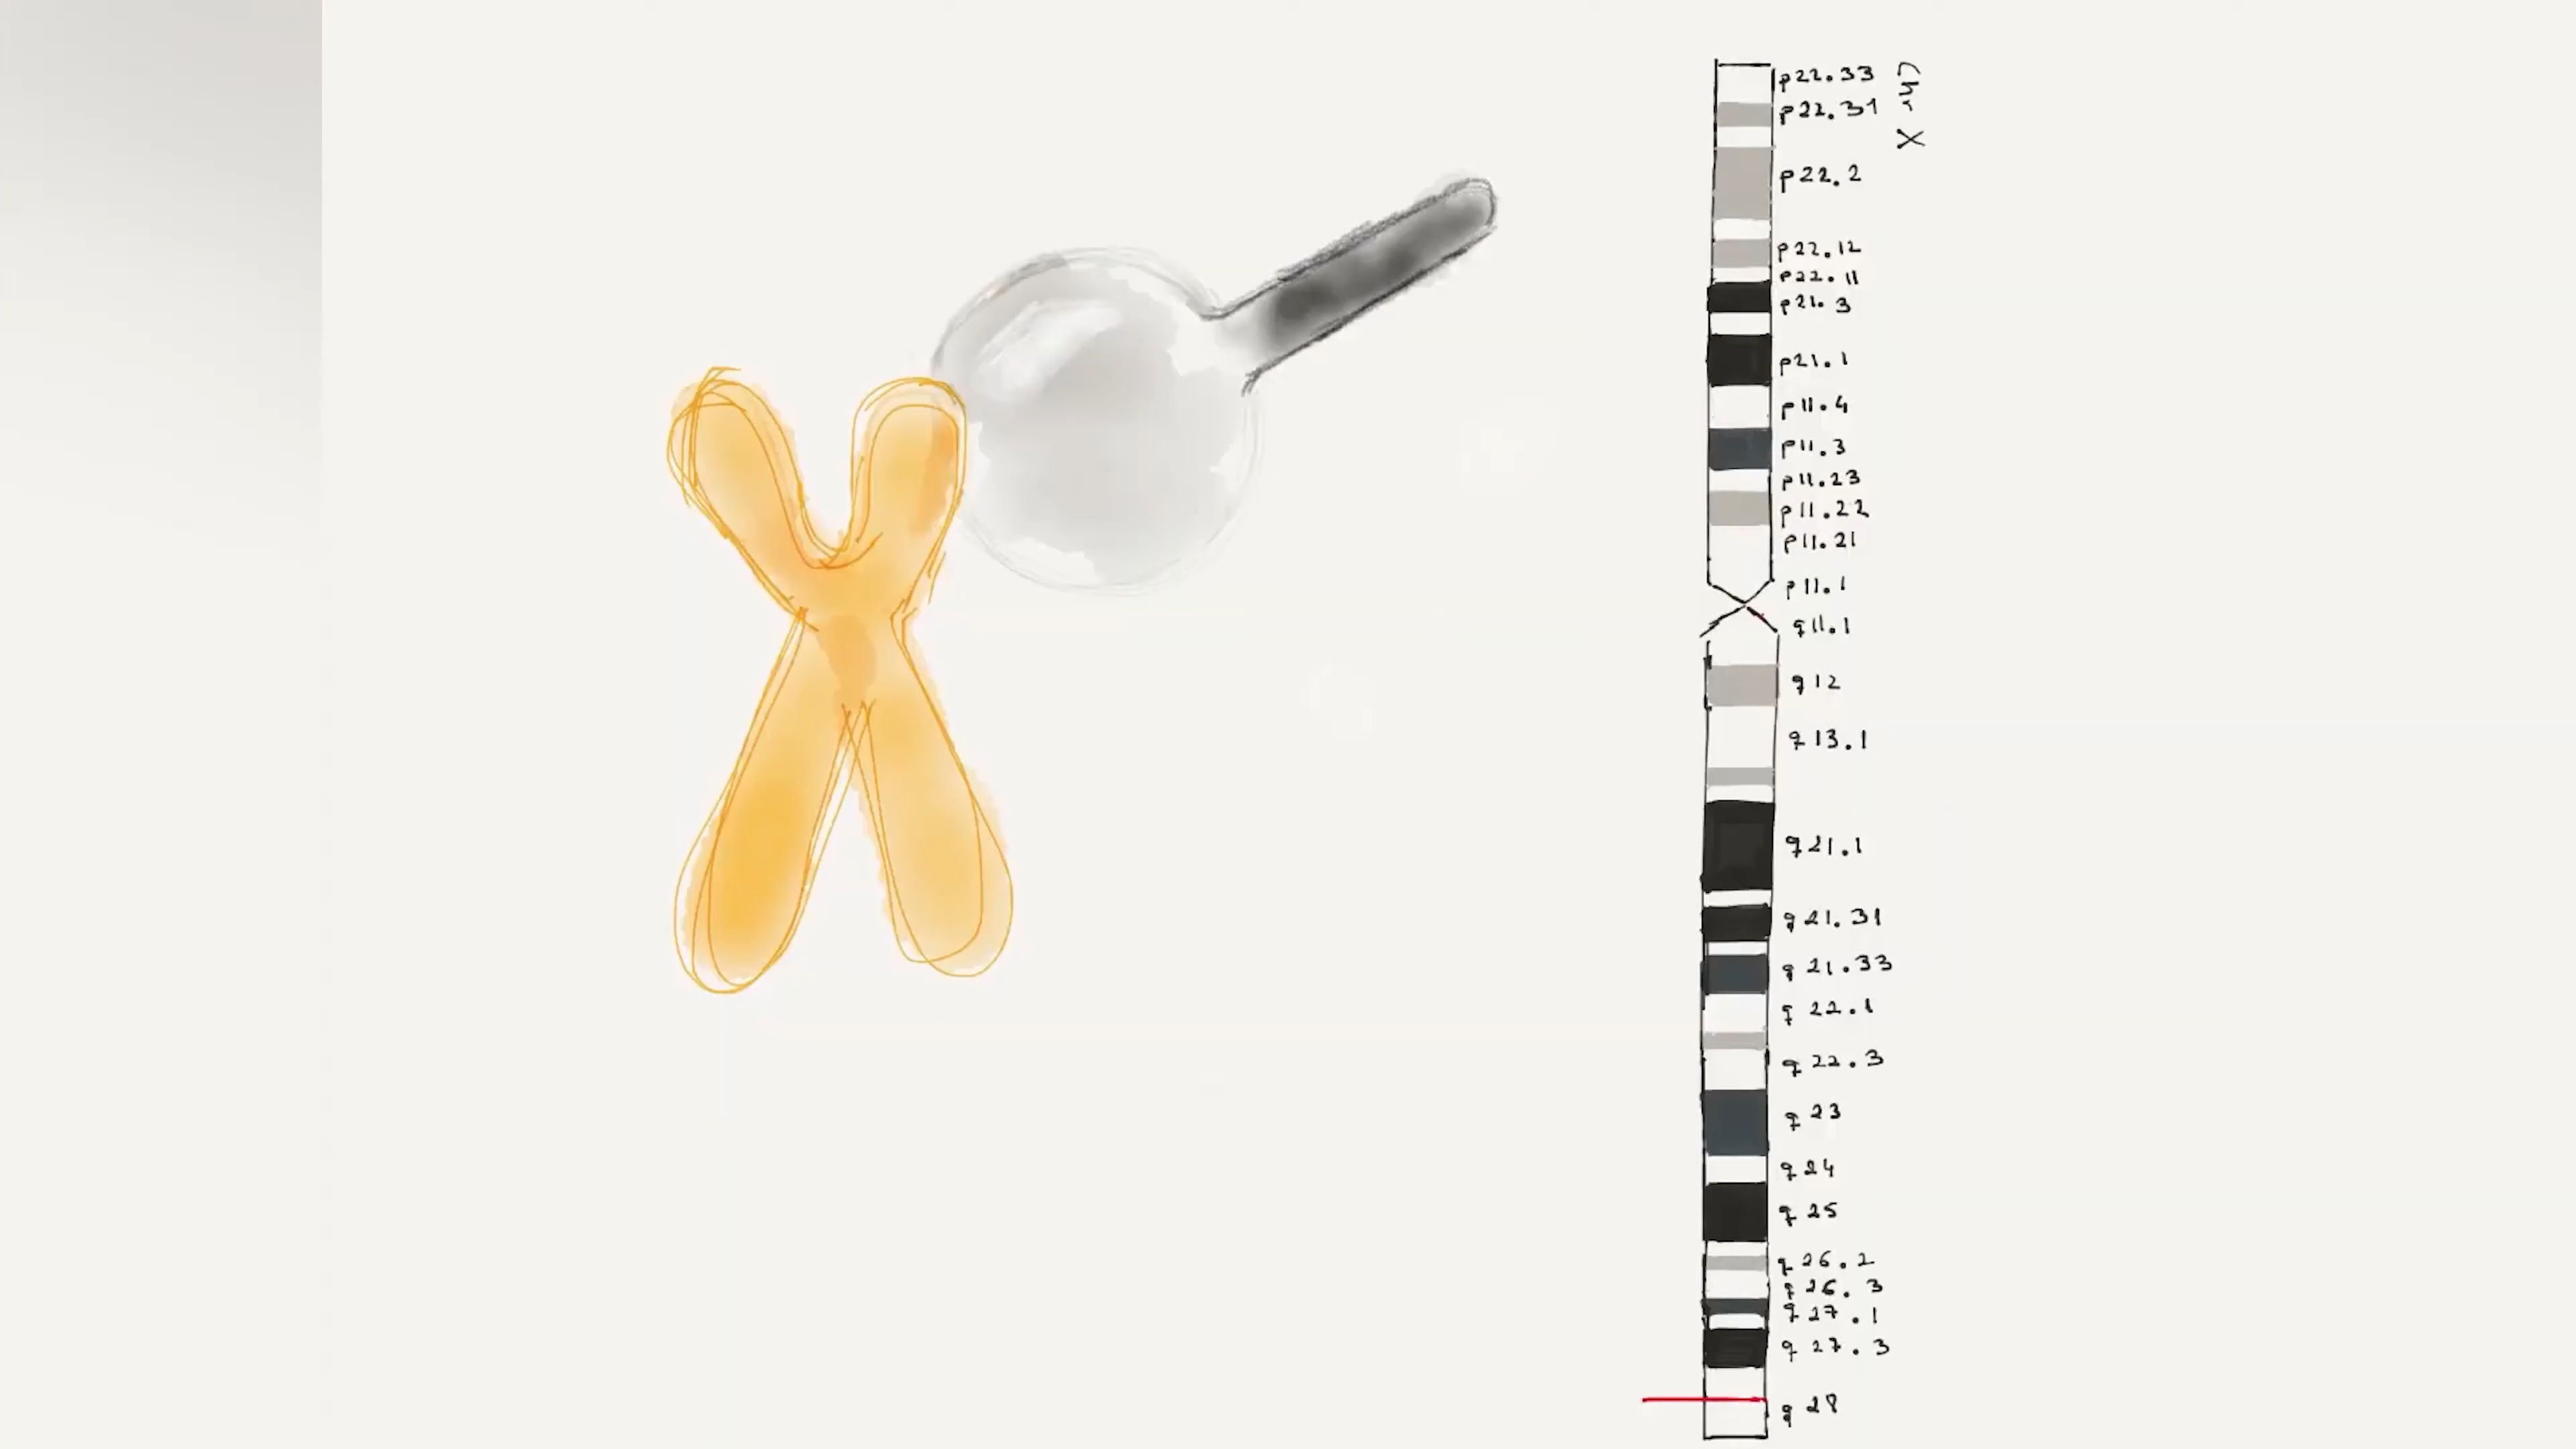 Chr X
p22.33
p22.31
p22.2
p22.12
p22.11
p21.3
p21.1
p11.4
p11.3
p11.23
p11.22
p11.21
p11.1
q11.1
q12
q13.1
q21.1
q21.31
q21.33
q22.1
q22.3
q23
q24
q25
q26.2
q26.3
q27.1
q27.3
q28